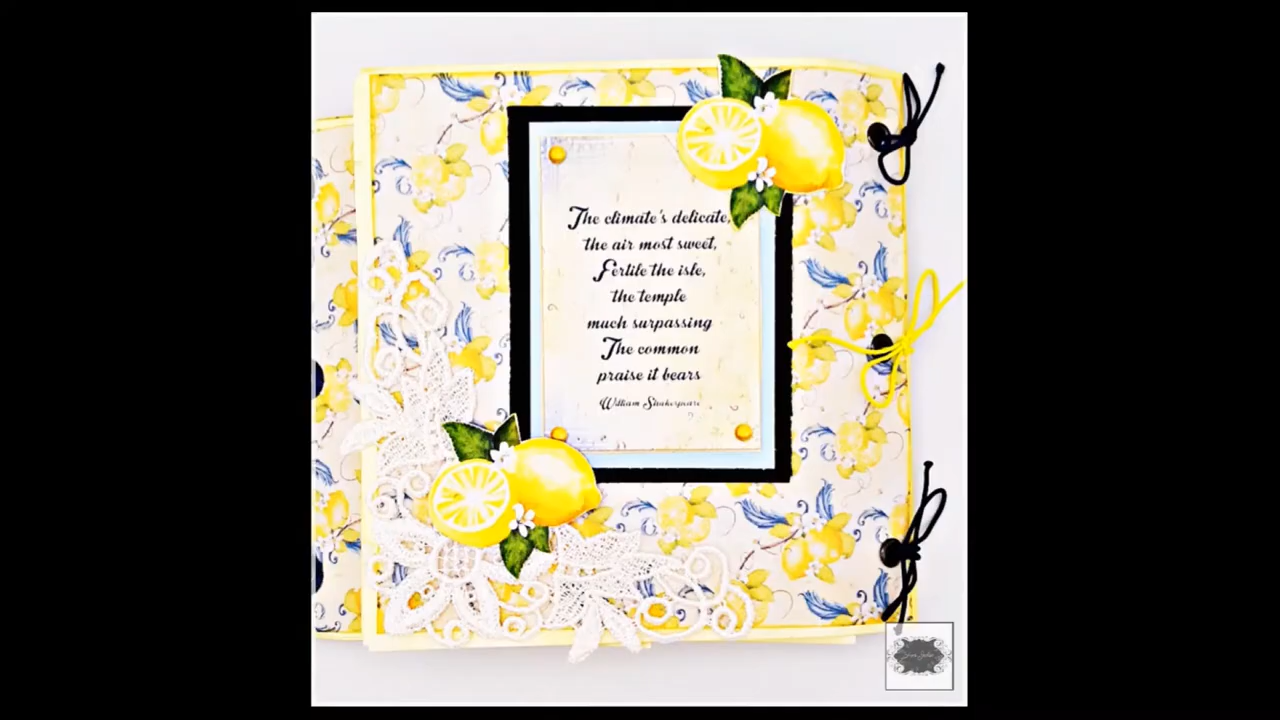 The climate's delicate,
the air most sweet,
Fertile the isle,
the temple
much surpassing
The common
praise it bears
William Shakespeare